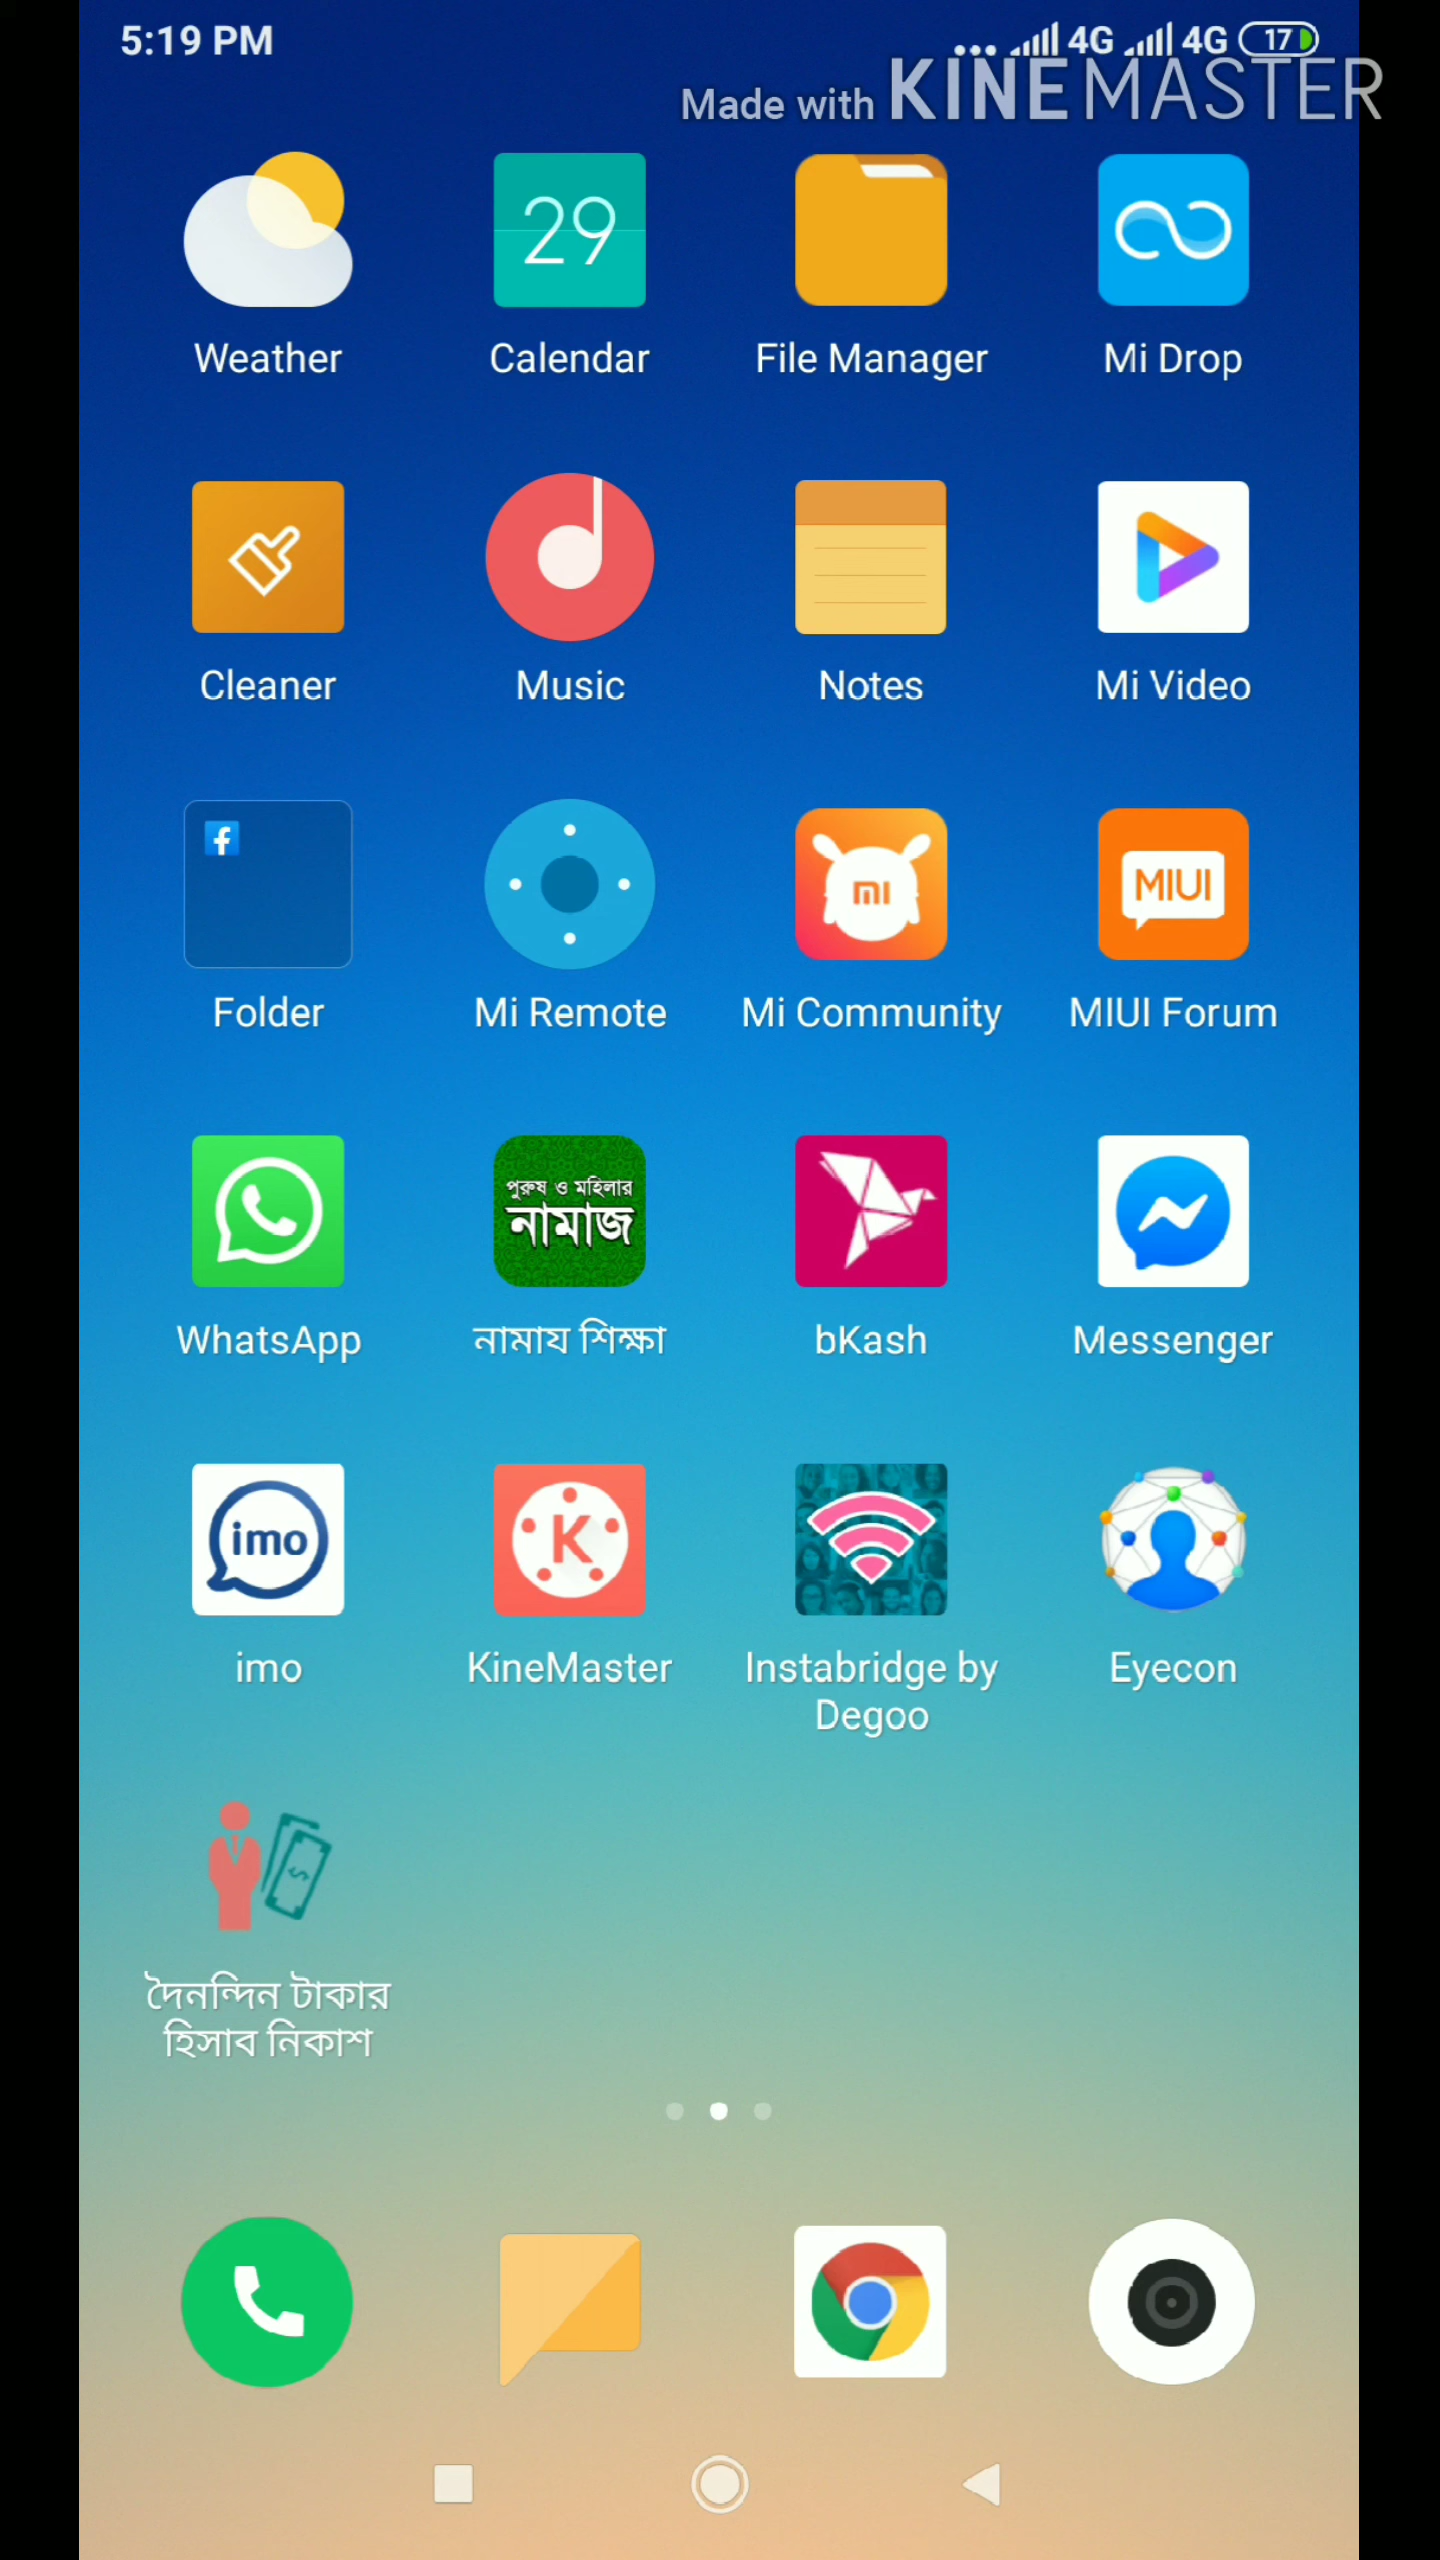 5:19 PM
4G 4G 17
Made with KINEMASTER
29
Weather Calendar File Manager Mi Drop
Cleaner Music Notes Mi Video
f
mi
MIUI
Folder Mi Remote Mi Community MIUI Forum
পুরুষ ও মহিলার
নামাজ
WhatsApp নামায শিক্ষা bKash Messenger
imo
K
imo KineMaster Instabridge by
Degoo
Eyecon
দৈনন্দিন টাকার
হিসাব নিকাশ